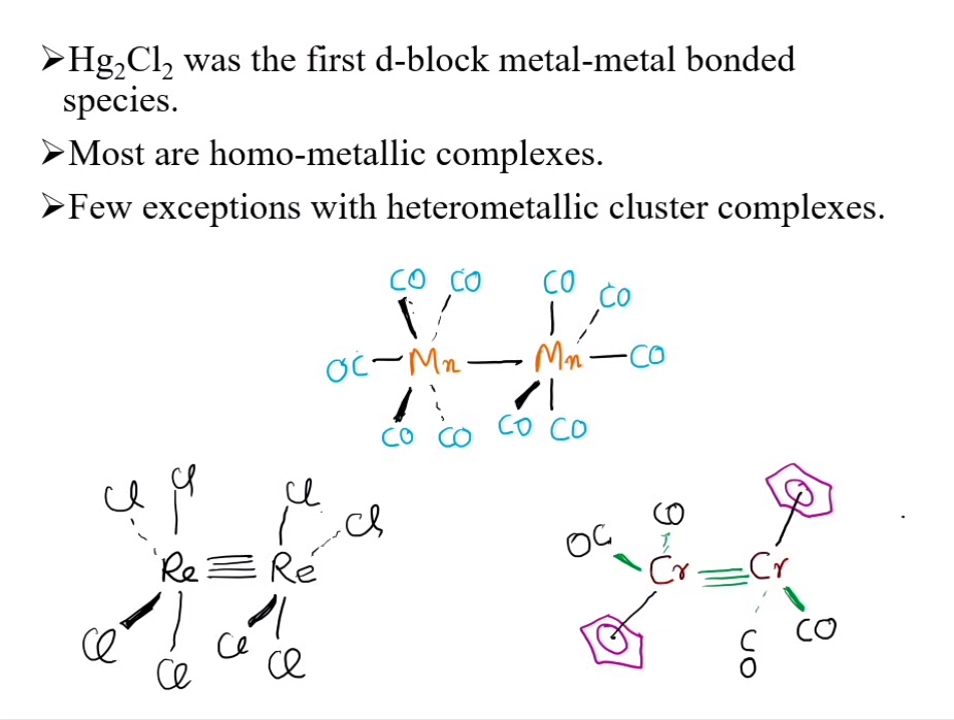 ➢Hg₂Cl₂ was the first d-block metal-metal bonded
species.
➢Most are homo-metallic complexes.
➢Few exceptions with heterometallic cluster complexes.
CO CO CO CO
OC Mn Mn CO
CO CO CO CO
Cl Cl Cl Cl
Re Re
Cl Cl Cl Cl
OC CO
Cr Cr
C
O
CO